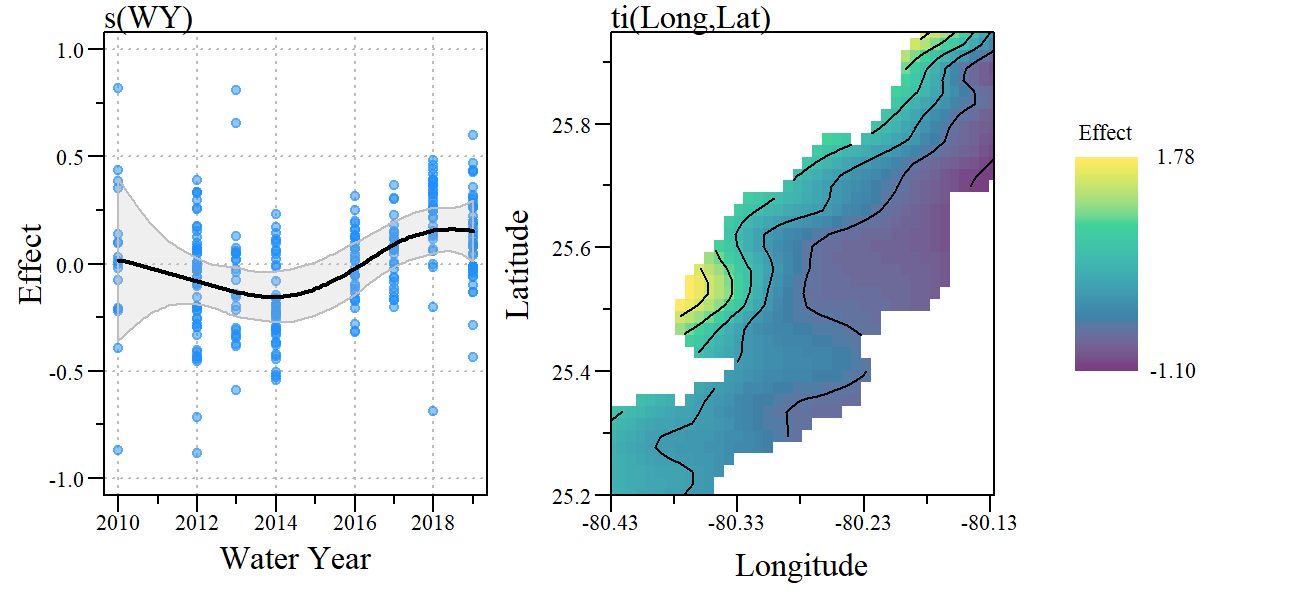 s(WY)
1.0
0.5
0.0
-0.5
-1.0
Effect
2010 2012 2014 2016 2018
Water Year
ti(Long,Lat)
25.8
25.6
25.4
25.2
Latitude
-80.43 -80.33 -80.23 -80.13
Longitude
Effect
1.78
-1.10